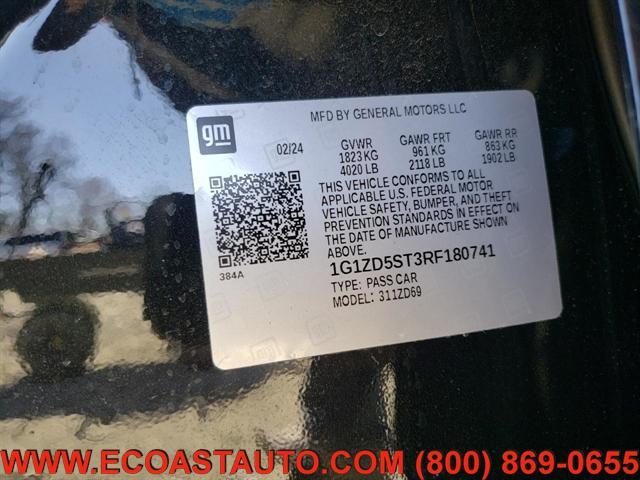 MFD BY GENERAL MOTORS LLC
gm
02/24
GVWR GAWR FRT GAWR RR
1823 KG 961 KG 863 KG
4020 LB 2118 LB 1902 LB
THIS VEHICLE CONFORMS TO ALL
APPLICABLE U.S. FEDERAL MOTOR
VEHICLE SAFETY, BUMPER, AND THEFT
PREVENTION STANDARDS IN EFFECT ON
THE DATE OF MANUFACTURE SHOWN
ABOVE.
384A
1G1ZD5ST3RF180741
TYPE: PASS CAR
MODEL: 311ZD69
WWW.ECOASTAUTO.COM (800) 869-0655